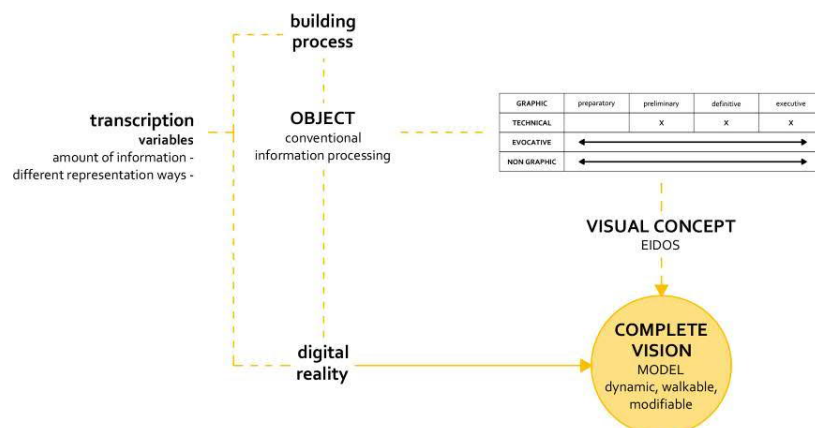 building
process
transcription
variables
amount of information -
different representation ways -
OBJECT
conventional
information processing
GRAPHIC preparatory preliminary definitive executive
TECHNICAL x x x
EVOCATIVE
NON GRAPHIC
VISUAL CONCEPT
EIDOS
digital
reality
COMPLETE
VISION
MODEL
dynamic, walkable,
modifiable